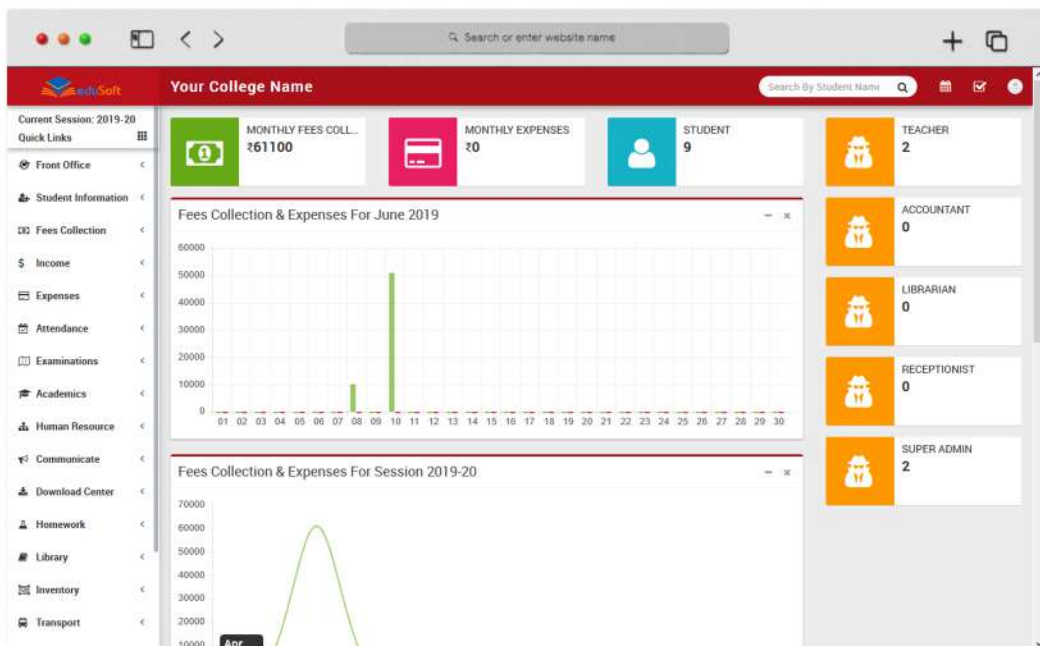 Search or enter website name
eduSoft
Your College Name
Search By Student Name
Current Session: 2019-20
Quick Links
Front Office
Student Information
Fees Collection
$ Income
Expenses
Attendance
Examinations
Academics
Human Resource
Communicate
Download Center
Homework
Library
Inventory
Transport
MONTHLY FEES COLL...
₹61100
MONTHLY EXPENSES
₹0
STUDENT
9
TEACHER
2
ACCOUNTANT
0
LIBRARIAN
0
RECEPTIONIST
0
SUPER ADMIN
2
Fees Collection & Expenses For June 2019
60000
50000
40000
30000
20000
10000
0
01 02 03 04 05 06 07 08 09 10 11 12 13 14 15 16 17 18 19 20 21 22 23 24 25 26 27 28 29 30
Fees Collection & Expenses For Session 2019-20
70000
60000
50000
40000
30000
20000
10000
Apr